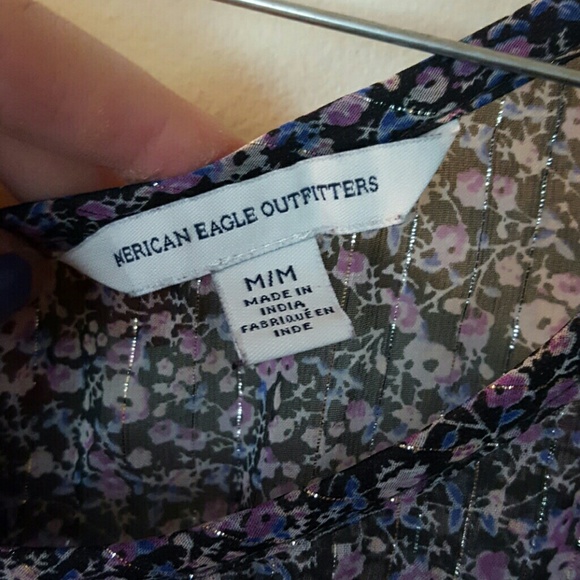 MERICAN EAGLE OUTFITTERS
M/M
MADE IN
INDIA
FABRIQUÉ EN
INDE